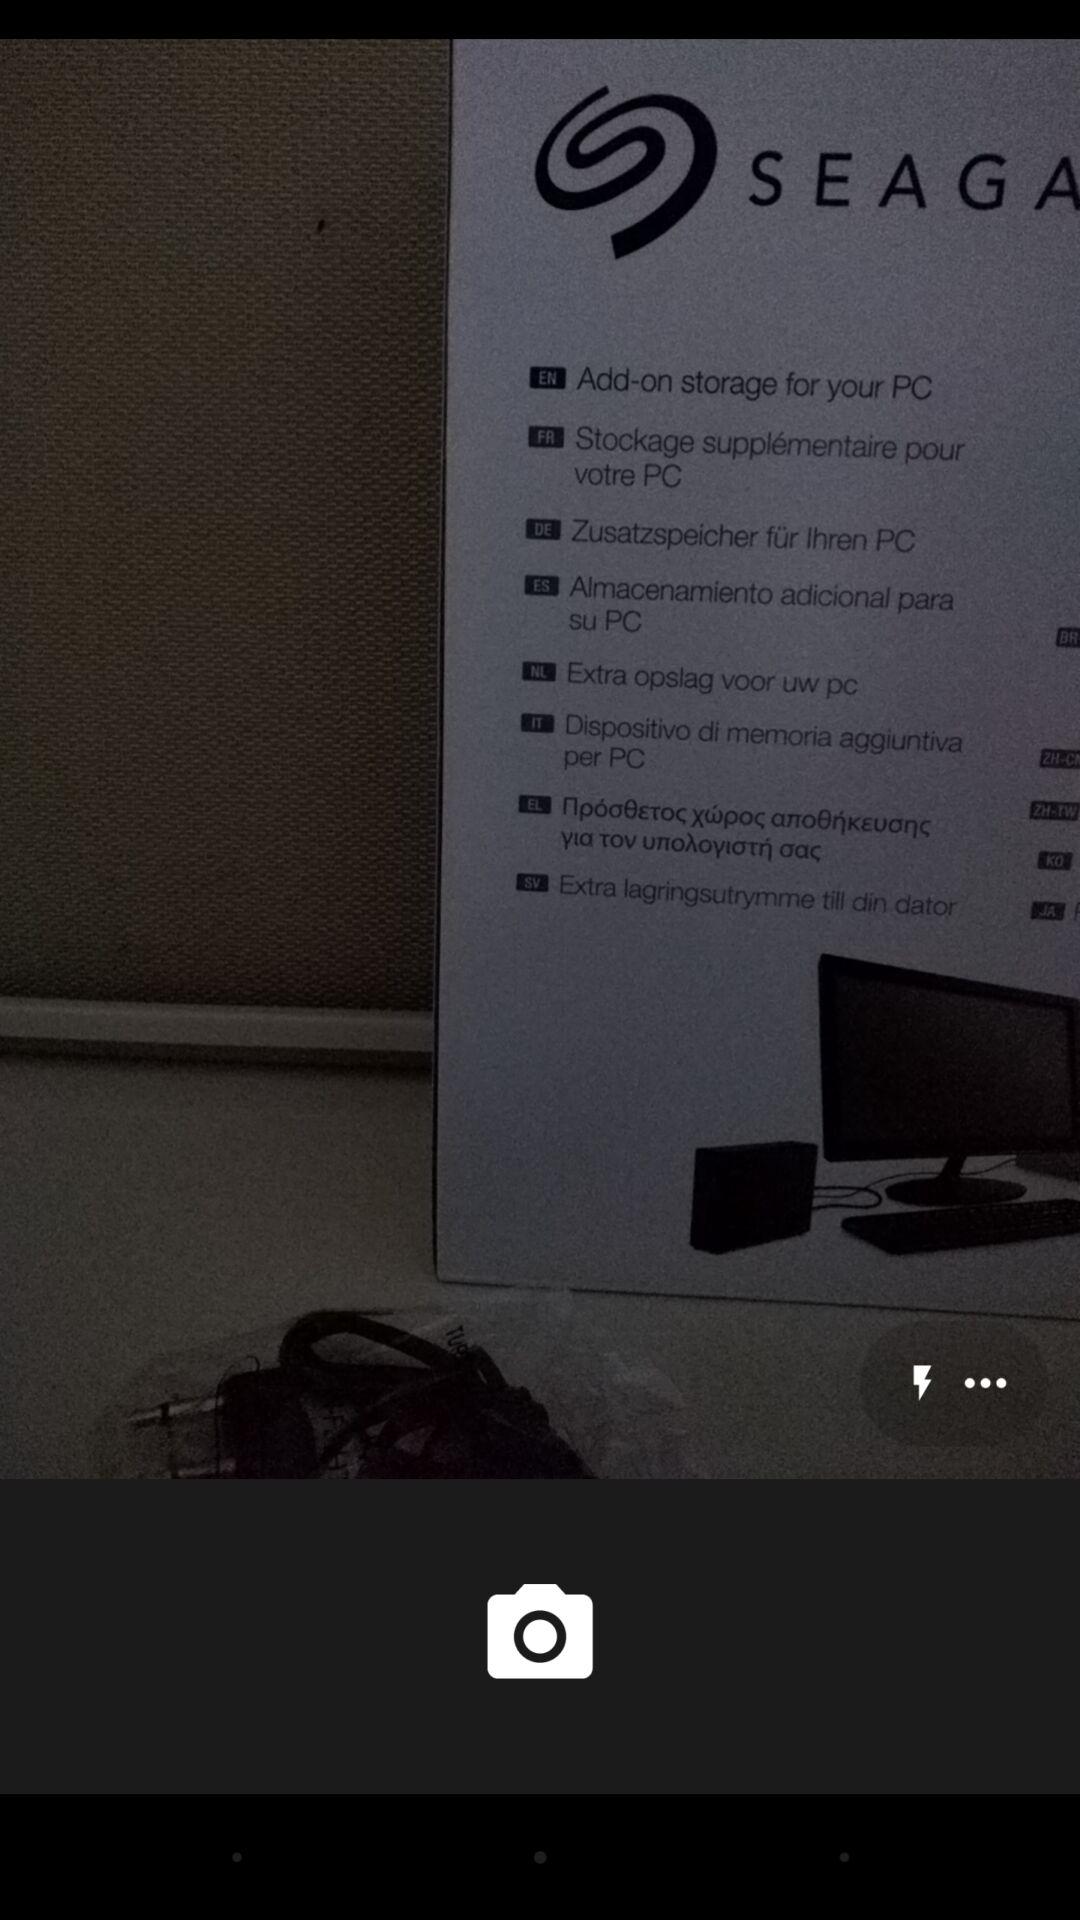 SEAGA
EN Add-on storage for your PC
FR Stockage supplémentaire pour
votre PC
DE Zusatzspeicher für Ihren PC
ES Almacenamiento adicional para
su PC
NL Extra opslag voor uw pc
IT Dispositivo di memoria aggiuntiva
per PC
EL Πρόσθετος χώρος αποθήκευσης
για τον υπολογιστή σας
SV Extra lagringsutrymme till din dator
BR
ZH-CN
ZH-TW
KO
JA